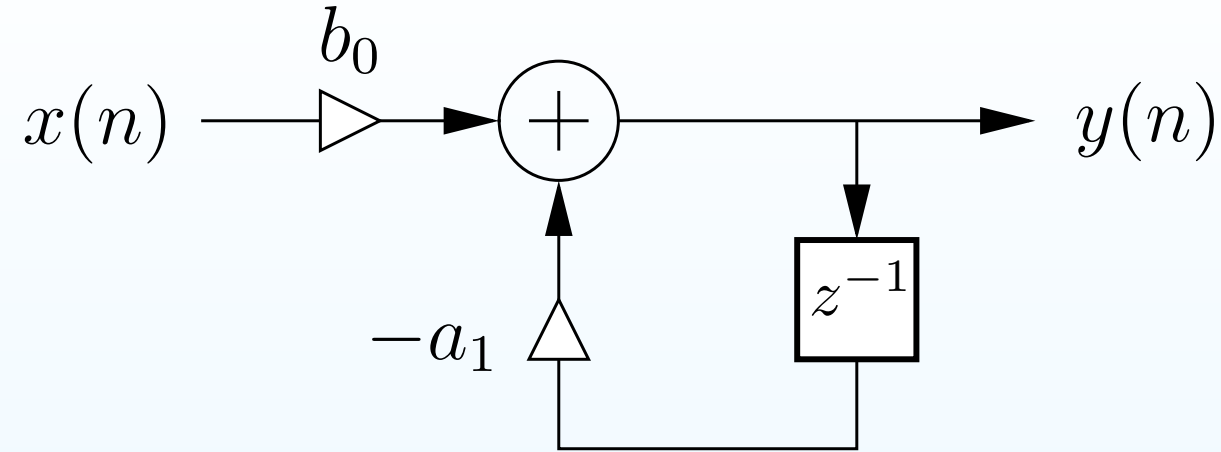 b₀
x(n) + y(n)
z⁻¹
−a₁